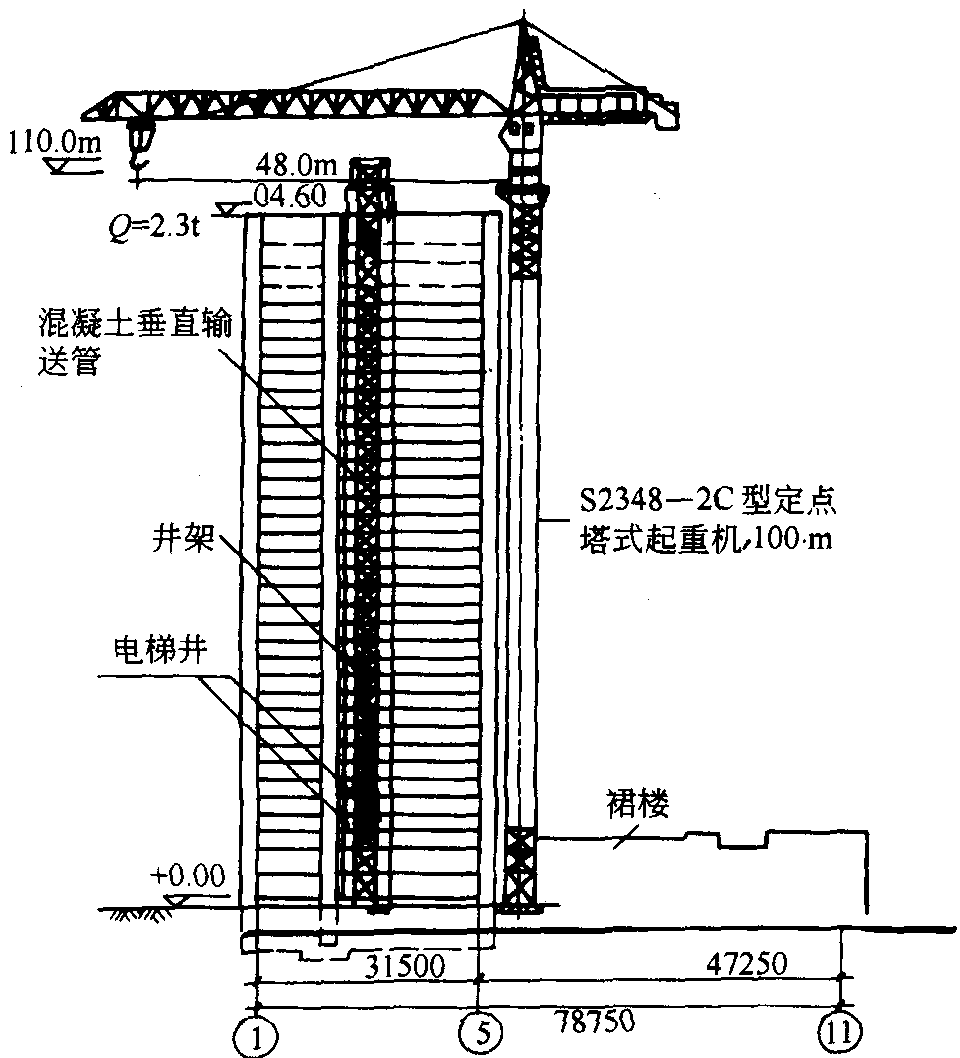 110.0m
48.0m
-04.60
Q=2.3t
混凝土垂直输
送管
S2348－2C 型定点
塔式起重机,100·m
井架
电梯井
裙楼
+0.00
31500
47250
78750
1
5
11